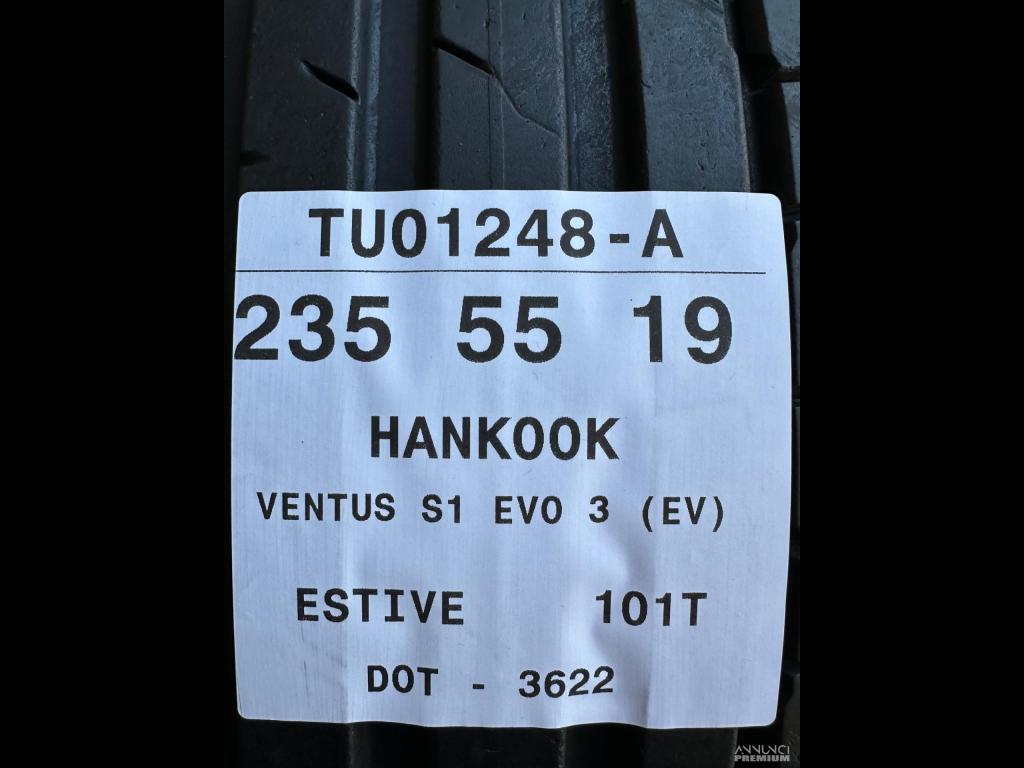 TU01248-A
235 55 19
HANKOOK
VENTUS S1 EVO 3 (EV)
ESTIVE 101T
DOT - 3622
ANNUNCI
PREMIUM